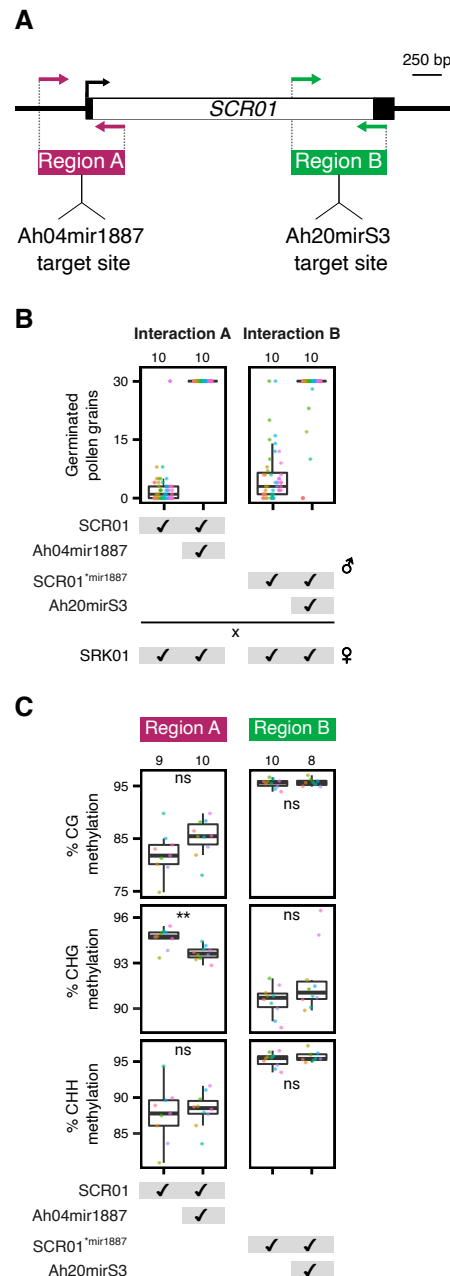 A
250 bp
SCR01
Region A
Region B
Ah04mir1887
target site
Ah20mirS3
target site
B
Interaction A
Interaction B
10
10
10
10
Germinated
pollen grains
30
15
0
SCR01 ✓ ✓
Ah04mir1887 ✓
SCR01*mir1887 ✓ ✓
♂
Ah20mirS3 ✓
x
SRK01 ✓ ✓ ✓ ✓ ♀
C
Region A
Region B
9
10
10
8
% CG
methylation
95
85
75
ns
ns
% CHG
methylation
96
93
90
**
ns
% CHH
methylation
95
90
85
ns
ns
SCR01 ✓ ✓
Ah04mir1887 ✓
SCR01*mir1887 ✓ ✓
Ah20mirS3 ✓